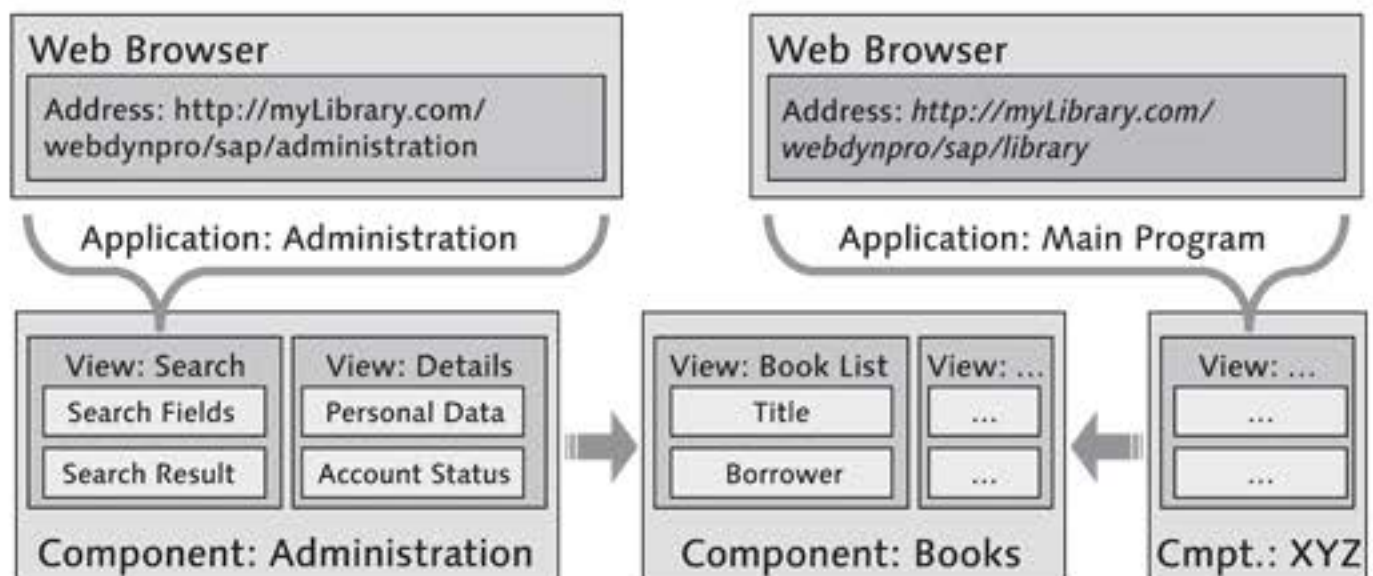 Web Browser
Address: http://myLibrary.com/
webdynpro/sap/administration
Web Browser
Address: http://myLibrary.com/
webdynpro/sap/library
Application: Administration
Application: Main Program
View: Search
Search Fields
Search Result
View: Details
Personal Data
Account Status
Component: Administration
View: Book List
Title
Borrower
View: ...
...
...
Component: Books
View: ...
...
...
Cmpt.: XYZ